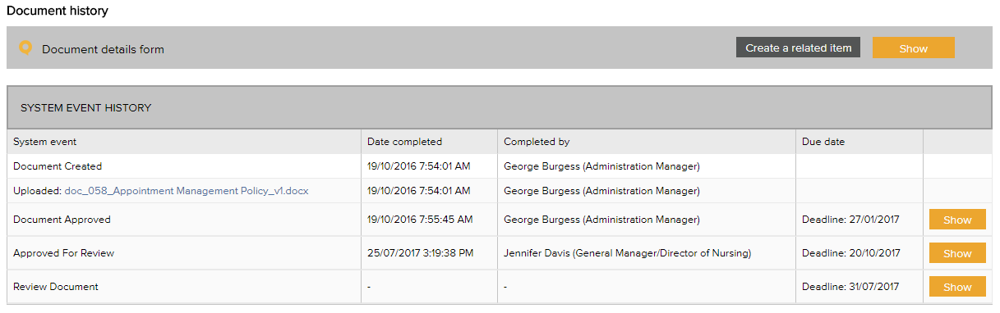 Document history
Document details form Create a related item Show
SYSTEM EVENT HISTORY
System event Date completed Completed by Due date
Document Created 19/10/2016 7:54:01 AM George Burgess (Administration Manager)
Uploaded: doc_058_Appointment Management Policy_v1.docx 19/10/2016 7:54:01 AM George Burgess (Administration Manager)
Document Approved 19/10/2016 7:55:45 AM George Burgess (Administration Manager) Deadline: 27/01/2017 Show
Approved For Review 25/07/2017 3:19:38 PM Jennifer Davis (General Manager/Director of Nursing) Deadline: 20/10/2017 Show
Review Document - - Deadline: 31/07/2017 Show